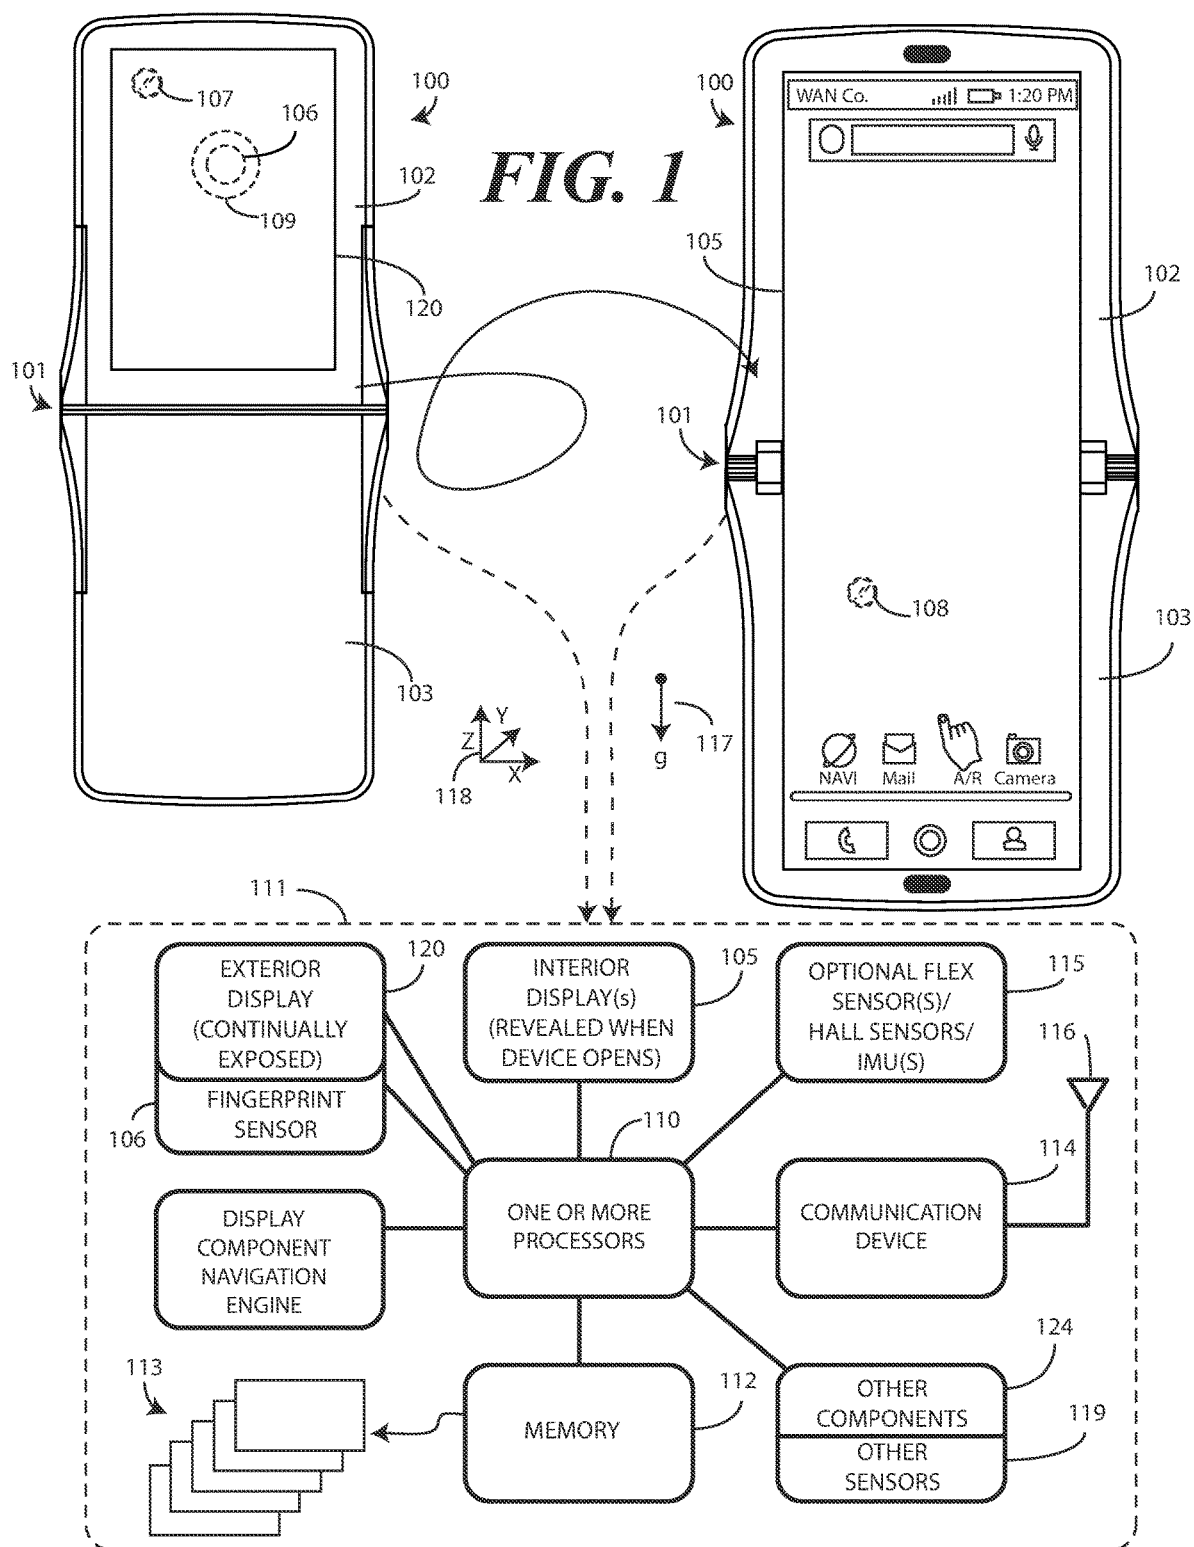 107
106
109
100
102
120
101
103
FIG. 1
100
WAN Co.
1:20 PM
105
102
101
108
103
NAVI
Mail
A/R
Camera
Y
Z
X
118
117
g
111
EXTERIOR
DISPLAY
(CONTINUALLY
EXPOSED)
120
FINGERPRINT
SENSOR
106
INTERIOR
DISPLAY(s)
(REVEALED WHEN
DEVICE OPENS)
105
OPTIONAL FLEX
SENSOR(S)/
HALL SENSORS/
IMU(S)
115
116
110
ONE OR MORE
PROCESSORS
114
COMMUNICATION
DEVICE
DISPLAY
COMPONENT
NAVIGATION
ENGINE
113
MEMORY
112
124
OTHER
COMPONENTS
119
OTHER
SENSORS